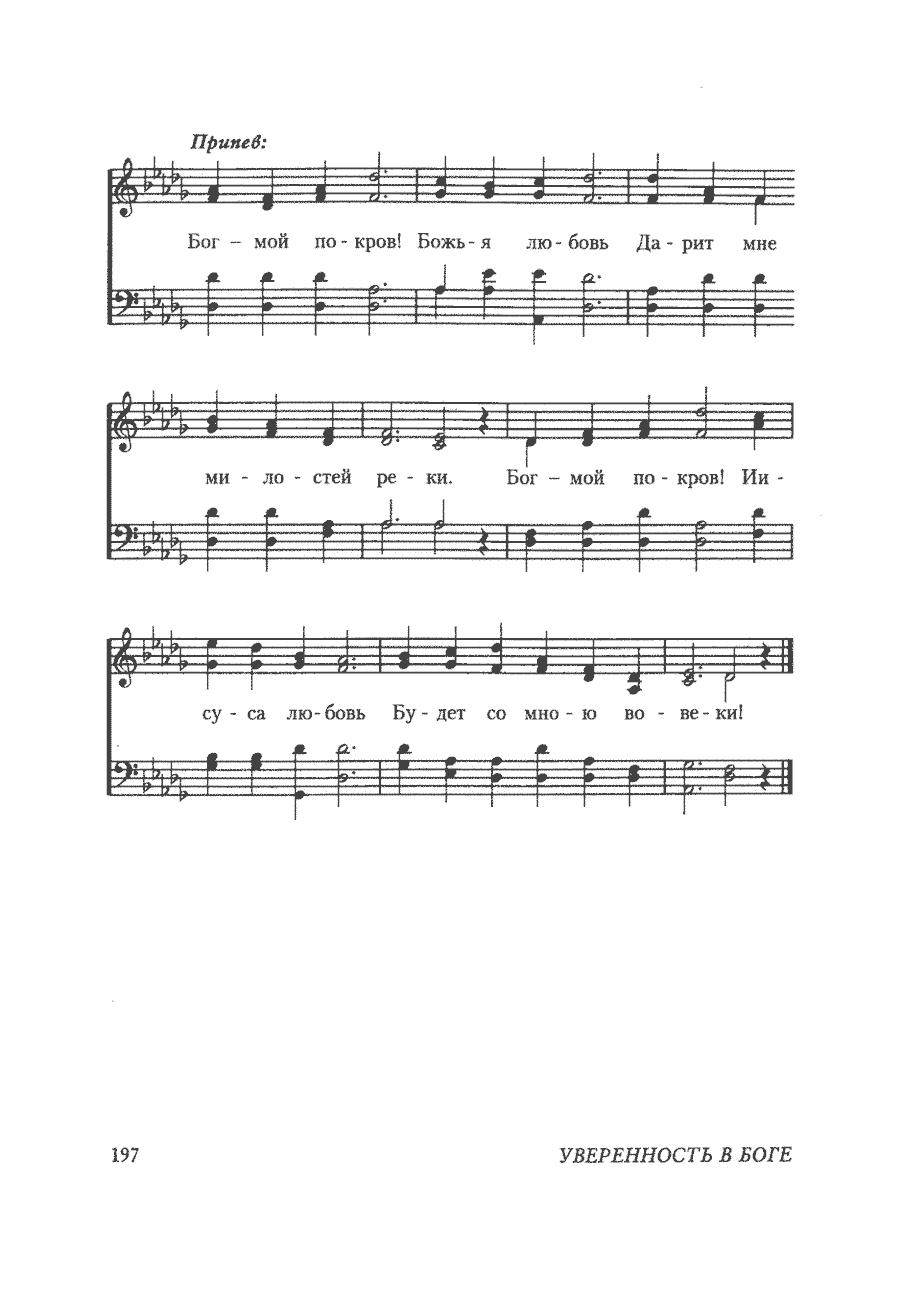 Припев:
Бог – мой по - кров! Божь - я лю - бовь Да - рит мне
ми - ло - стей ре - ки. Бог – мой по - кров! Ии -
су - са лю - бовь Бу - дет со мно - ю во - ве - ки!
197 УВЕРЕННОСТЬ В БОГЕ